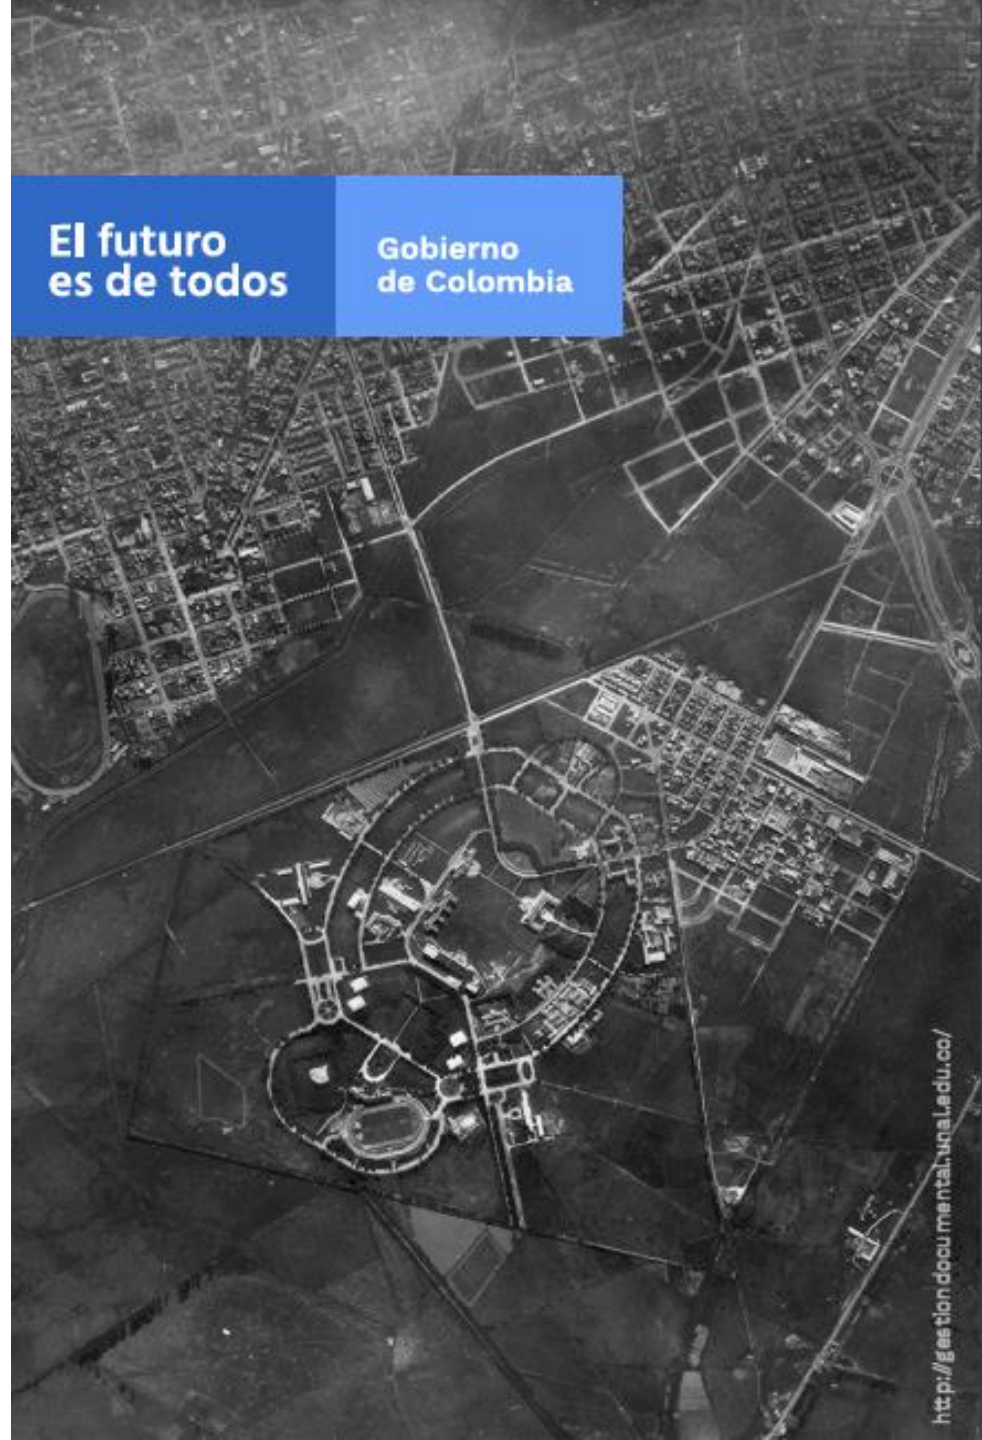 El futuro
es de todos
Gobierno
de Colombia
http://gestiondocumental.unal.edu.co/